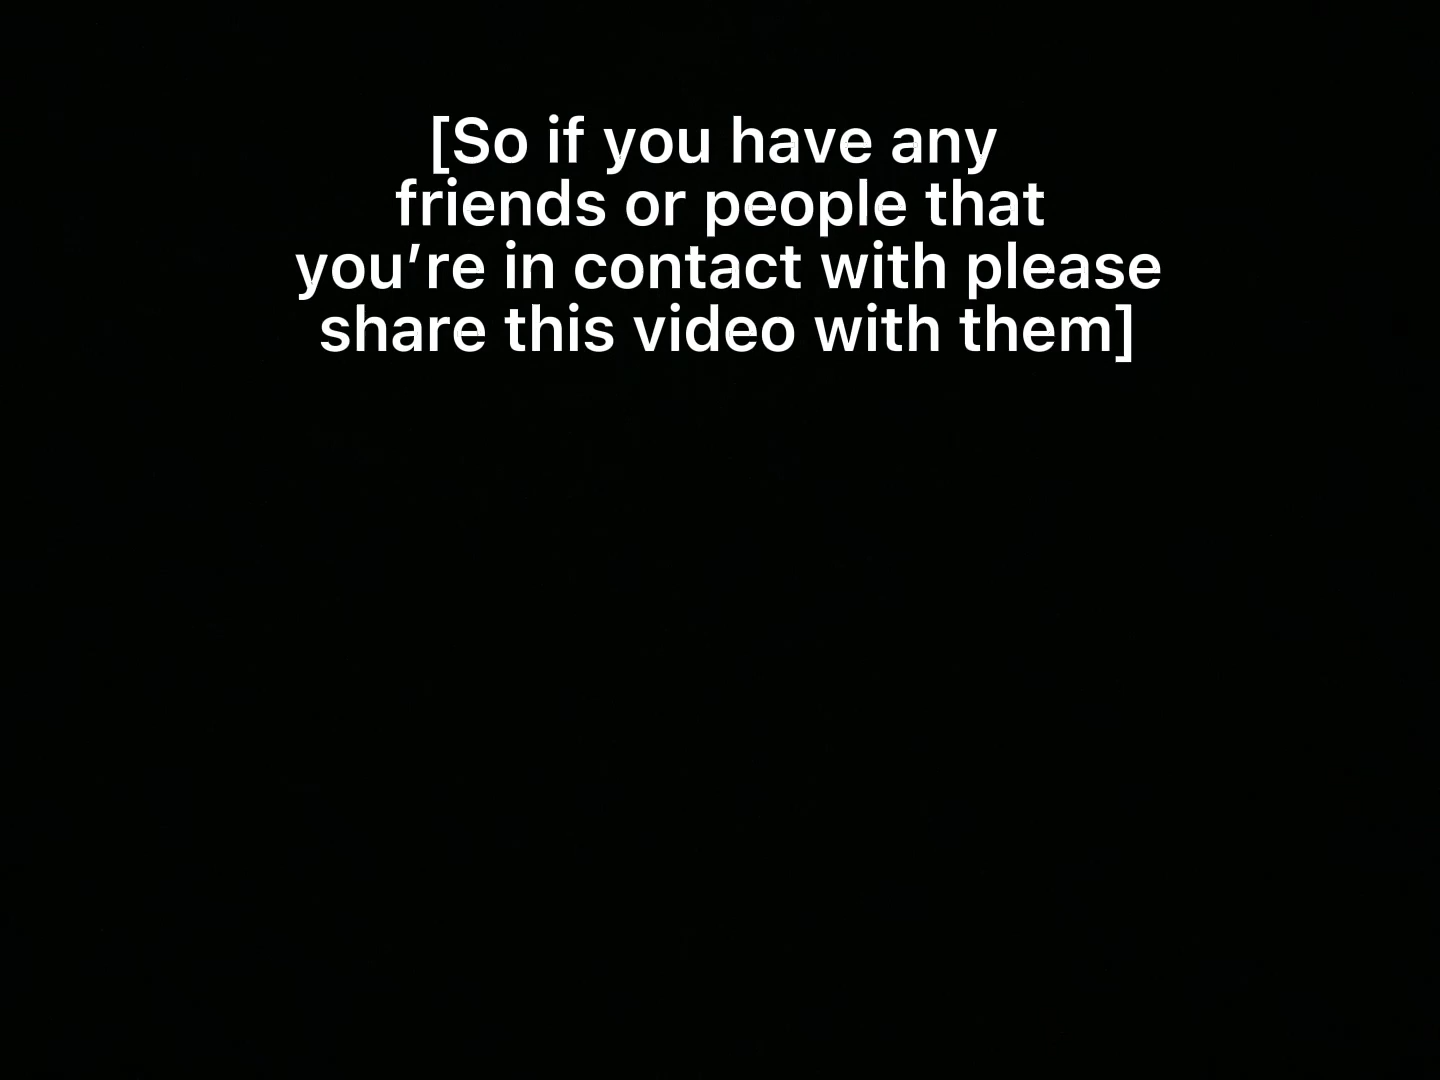 [So if you have any
friends or people that
you’re in contact with please
share this video with them]